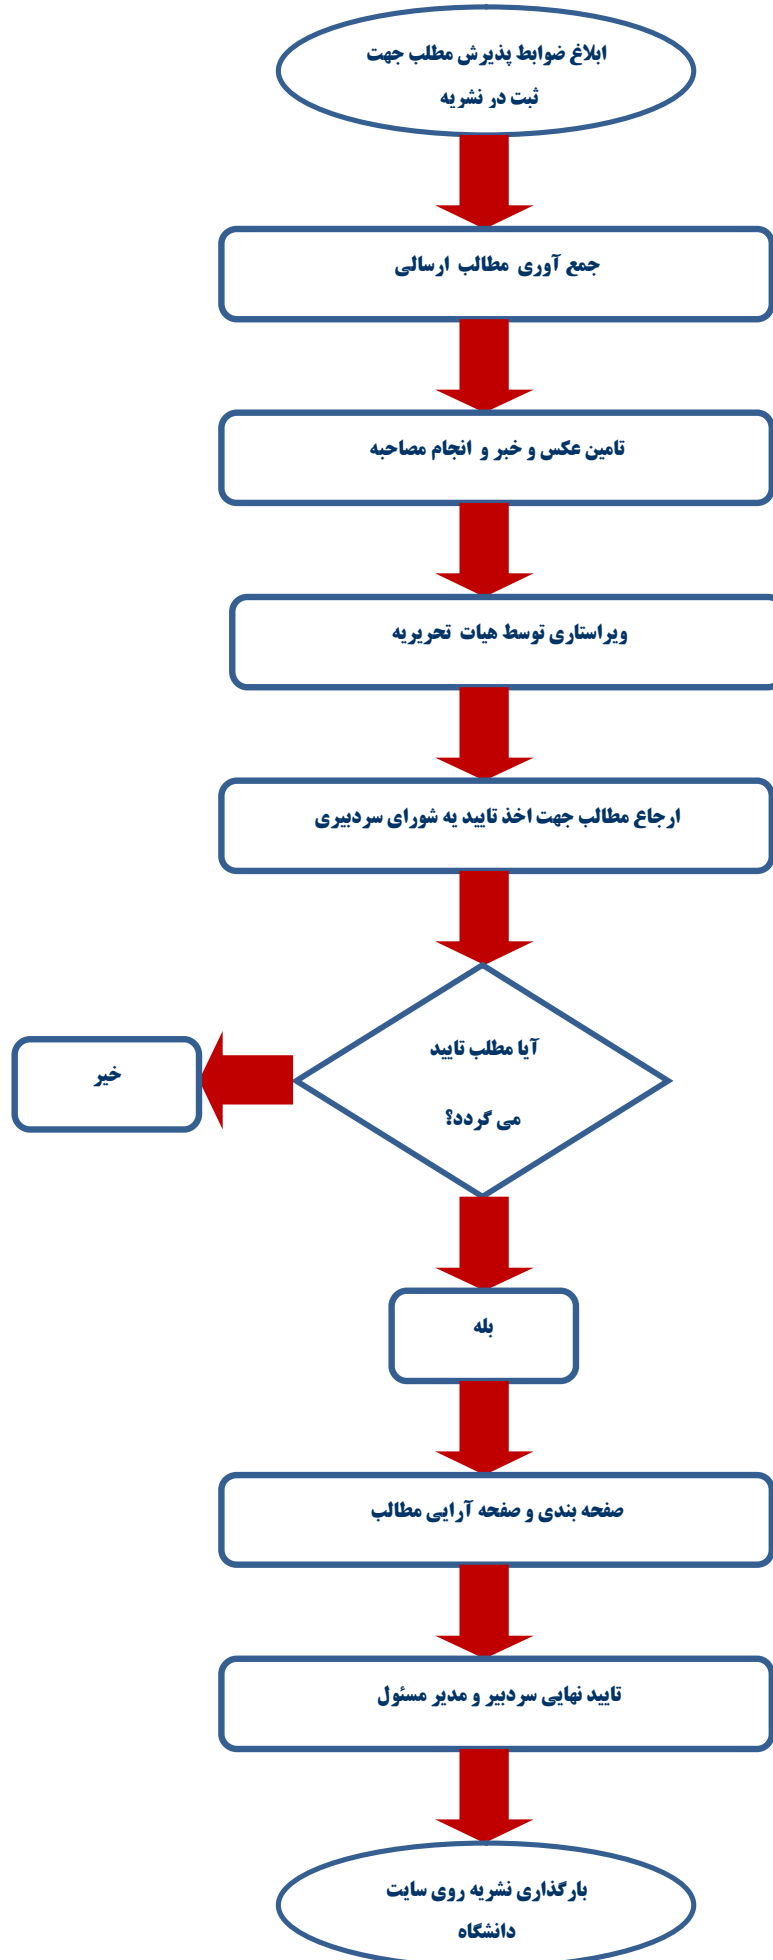 ابلاغ ضوابط پذیرش مطلب جهت
ثبت در نشریه
جمع آوری مطالب ارسالی
تامین عکس و خبر و انجام مصاحبه
ویراستاری توسط هیات تحریریه
ارجاع مطالب جهت اخذ تایید یه شورای سردبیری
آیا مطلب تایید
می گردد؟
خیر
بله
صفحه بندی و صفحه آرایی مطالب
تایید نهایی سردبیر و مدیر مسئول
بارگذاری نشریه روی سایت
دانشگاه